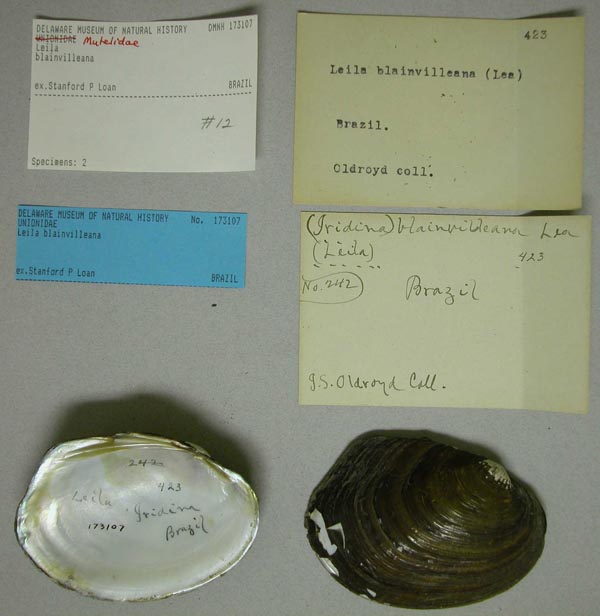 DELAWARE MUSEUM OF NATURAL HISTORY DMNH 173107
UNIONIDAE Mutelidae
Leila
blainvilleana
ex.Stanford P Loan BRAZIL
#12
Specimens: 2
423
Leila blainvilleana (Lea)
Brazil.
Oldroyd coll.
DELAWARE MUSEUM OF NATURAL HISTORY No. 173107
UNIONIDAE
Leila blainvilleana
ex.Stanford P Loan BRAZIL
(Iridina) blainvilleana Lea
(Leila) 423
No. 242 Brazil
I.S. Oldroyd Coll.
242
423
Leila Iridina
173107 Brazil